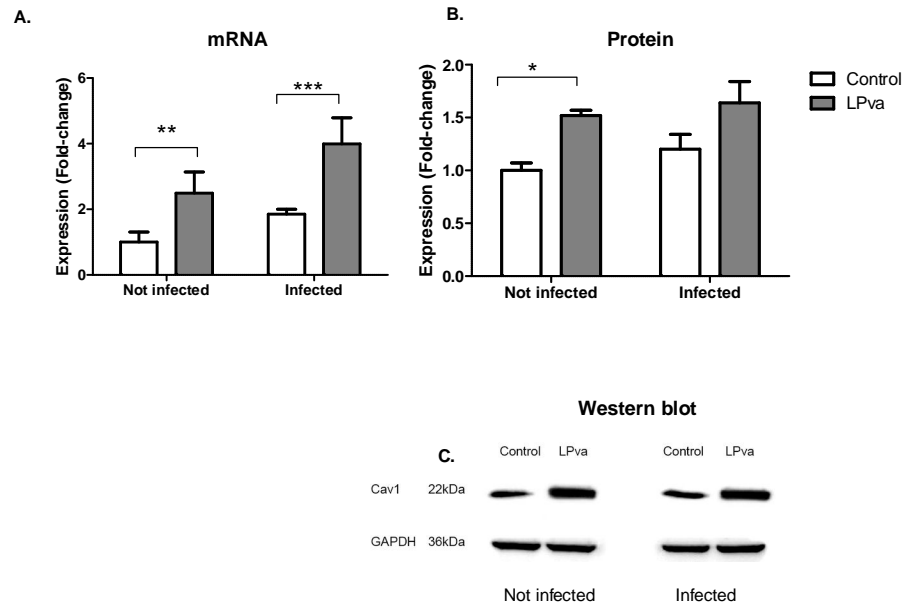 A.
mRNA
Expression (Fold-change)
6
4
2
0
**
***
Not infected
Infected
B.
Protein
Expression (Fold-change)
2.0
1.5
1.0
0.5
0.0
*
Not infected
Infected
Control
LPva
Western blot
C.
Control LPva Control LPva
Cav1 22kDa
GAPDH 36kDa
Not infected Infected